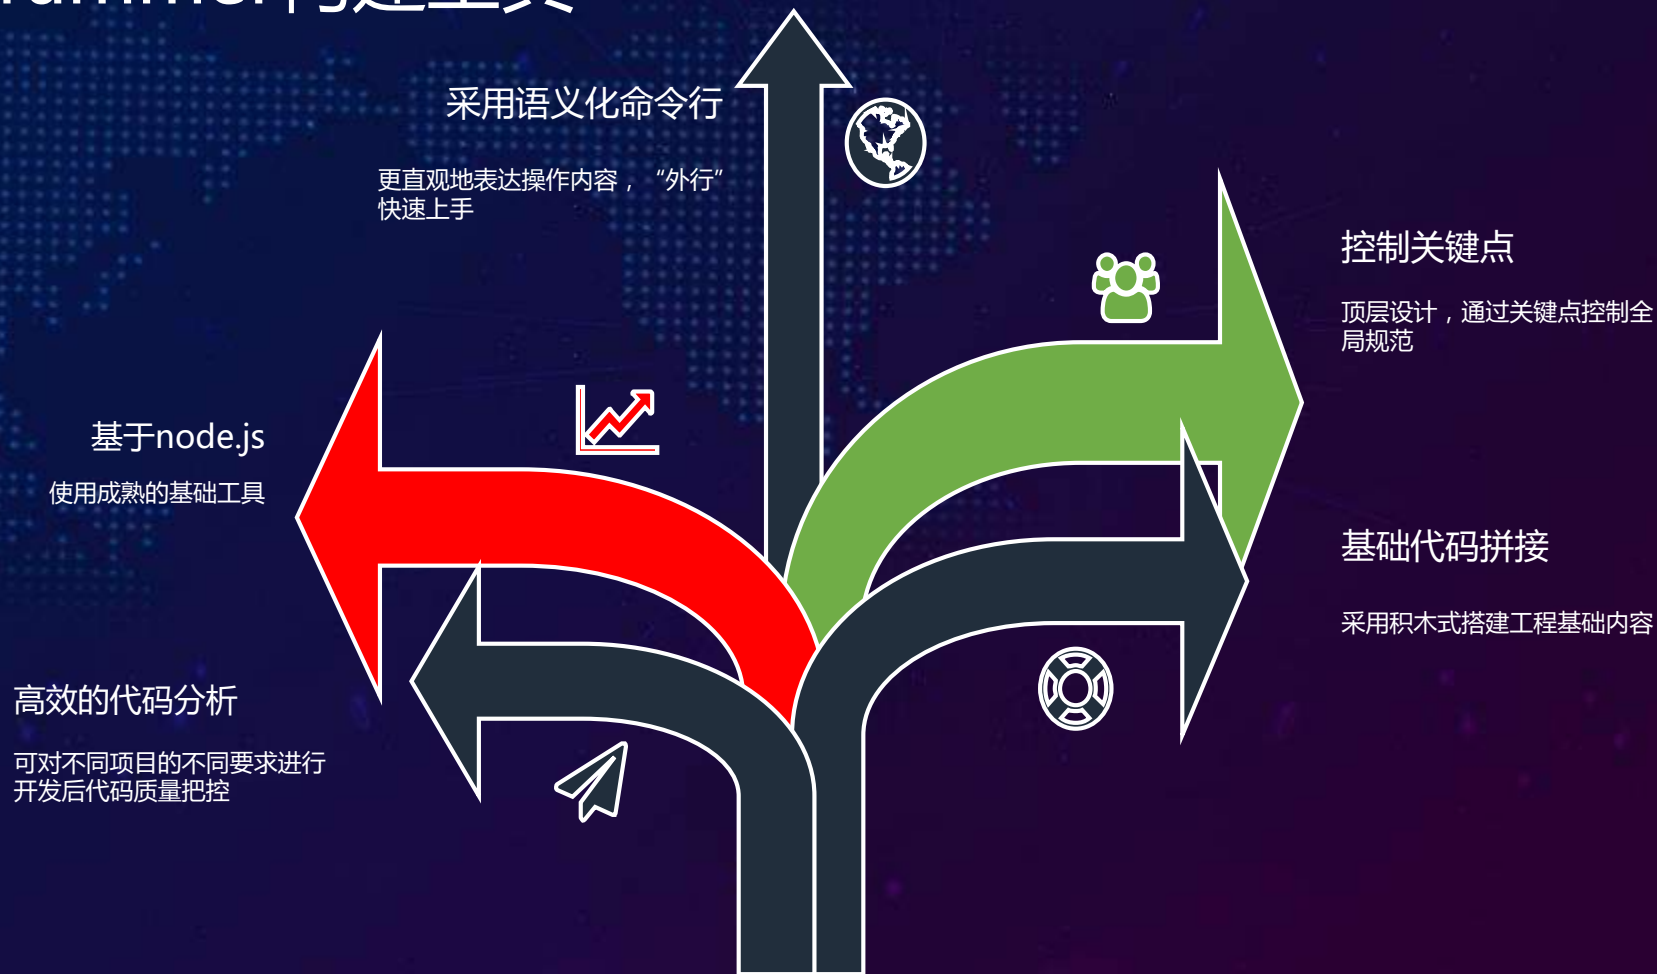 构建工具
采用语义化命令行
更直观地表达操作内容，“外行”
快速上手
控制关键点
顶层设计，通过关键点控制全
局规范
基于node.js
使用成熟的基础工具
基础代码拼接
采用积木式搭建工程基础内容
高效的代码分析
可对不同项目的不同要求进行
开发后代码质量把控